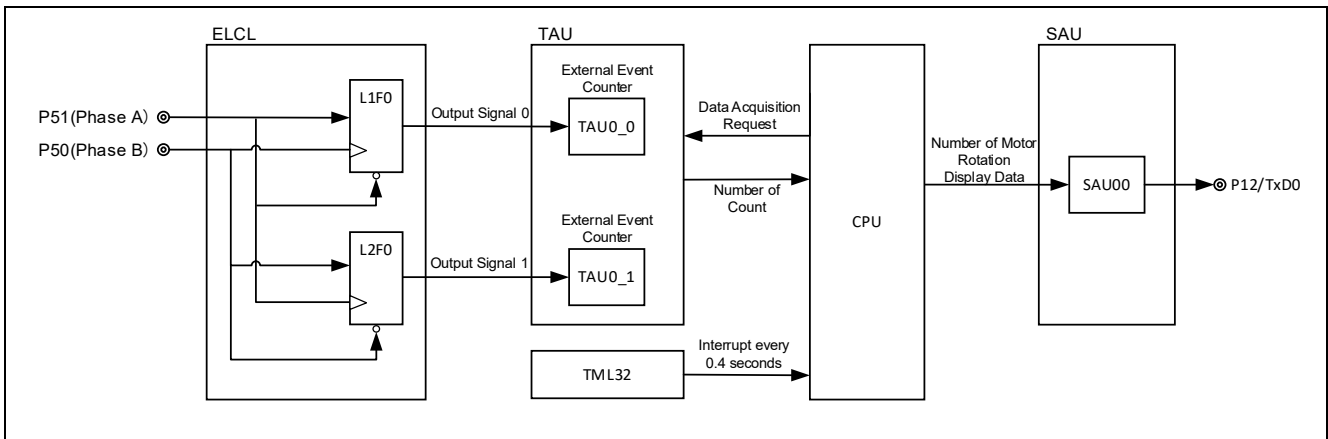 ELCL
TAU
SAU
P51(Phase A)
P50(Phase B)
L1F0
L2F0
Output Signal 0
Output Signal 1
External Event
Counter
TAU0_0
External Event
Counter
TAU0_1
TML32
Data Acquisition
Request
Number of
Count
Interrupt every
0.4 seconds
CPU
Number of Motor
Rotation
Display Data
SAU00
P12/TxD0